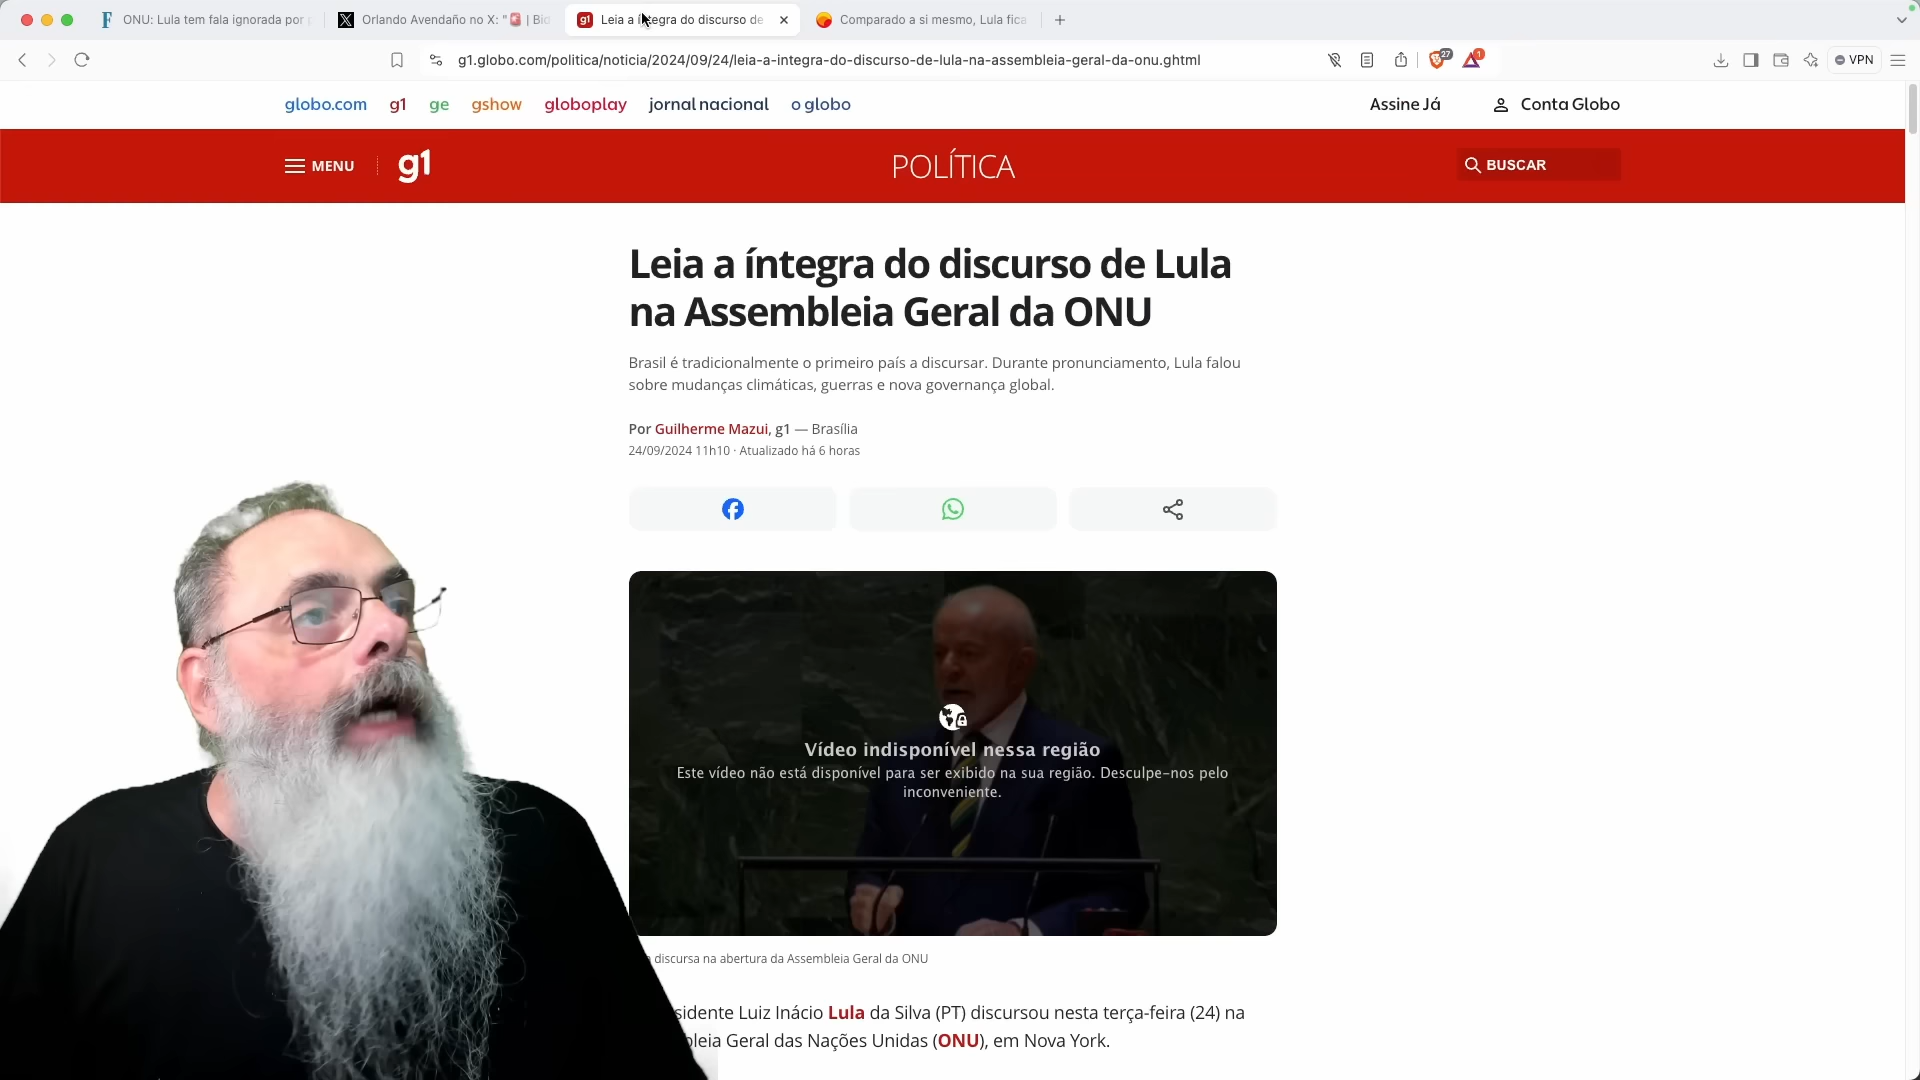 ONU: Lula tem fala ignorada por
Orlando Avendaño no X: "🚨 | Bid
g1 Leia a íntegra do discurso de
Comparado a si mesmo, Lula fica
g1.globo.com/politica/noticia/2024/09/24/leia-a-integra-do-discurso-de-lula-na-assembleia-geral-da-onu.ghtml
27
1
VPN
globo.com g1 ge gshow globoplay jornal nacional o globo Assine Já Conta Globo
MENU g1 POLÍTICA BUSCAR
Leia a íntegra do discurso de Lula
na Assembleia Geral da ONU
Brasil é tradicionalmente o primeiro país a discursar. Durante pronunciamento, Lula falou
sobre mudanças climáticas, guerras e nova governança global.
Por Guilherme Mazui, g1 — Brasília
24/09/2024 11h10 · Atualizado há 6 horas
Vídeo indisponível nessa região
Este vídeo não está disponível para ser exibido na sua região. Desculpe-nos pelo
inconveniente.
discursa na abertura da Assembleia Geral da ONU
sidente Luiz Inácio Lula da Silva (PT) discursou nesta terça-feira (24) na
bleia Geral das Nações Unidas (ONU), em Nova York.